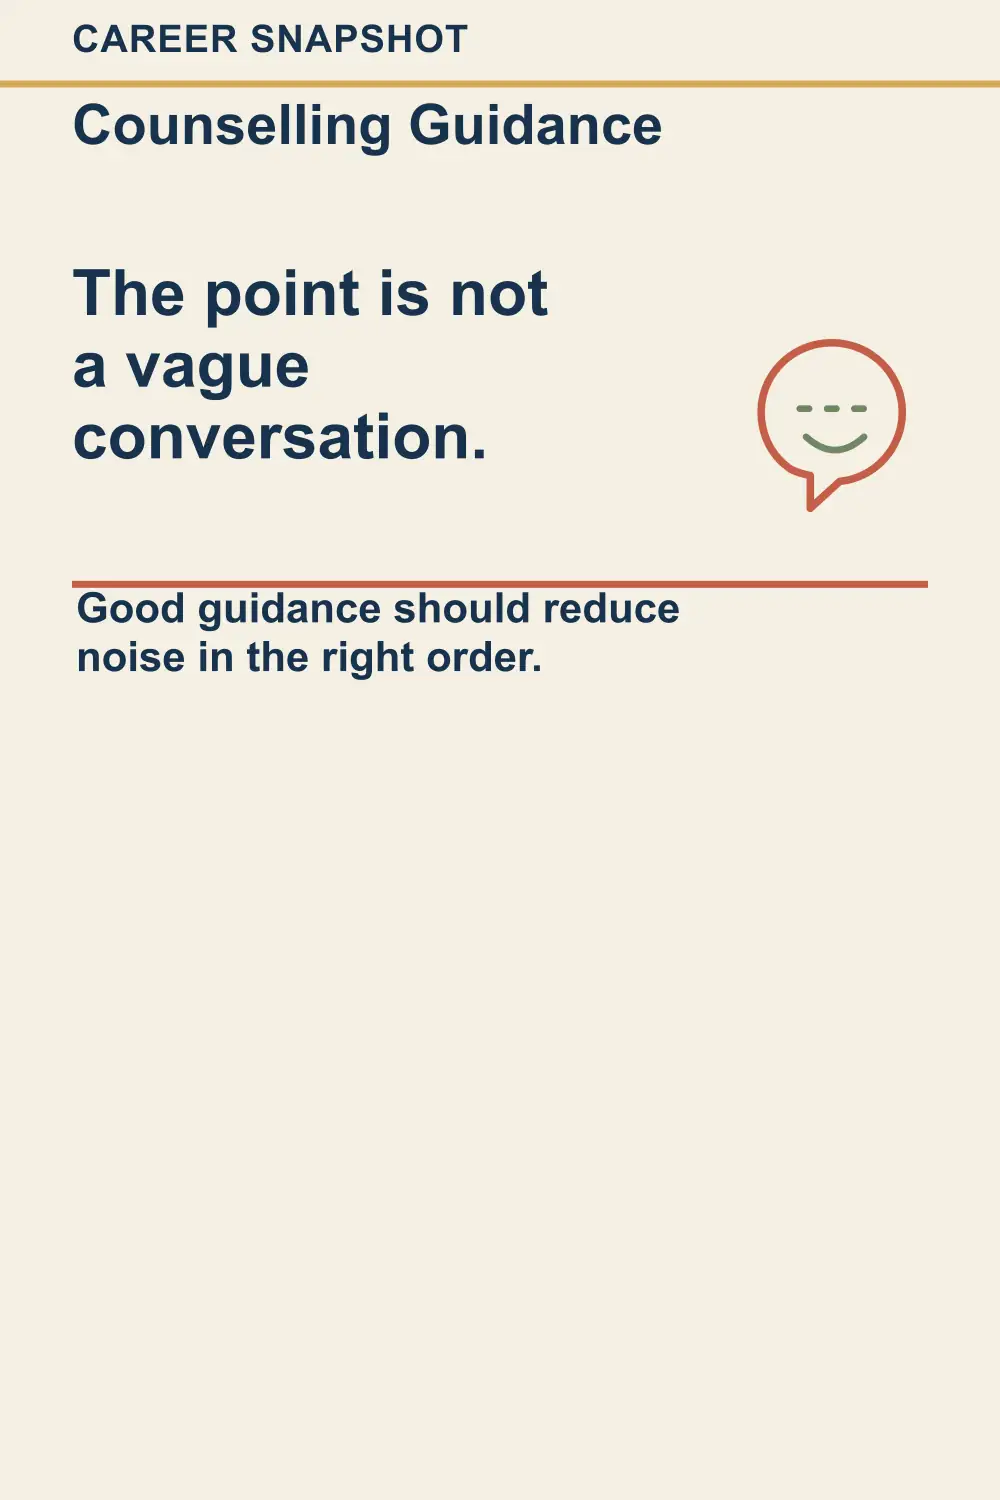 CAREER SNAPSHOT
Counselling Guidance
The point is not
a vague
conversation.
Good guidance should reduce
noise in the right order.